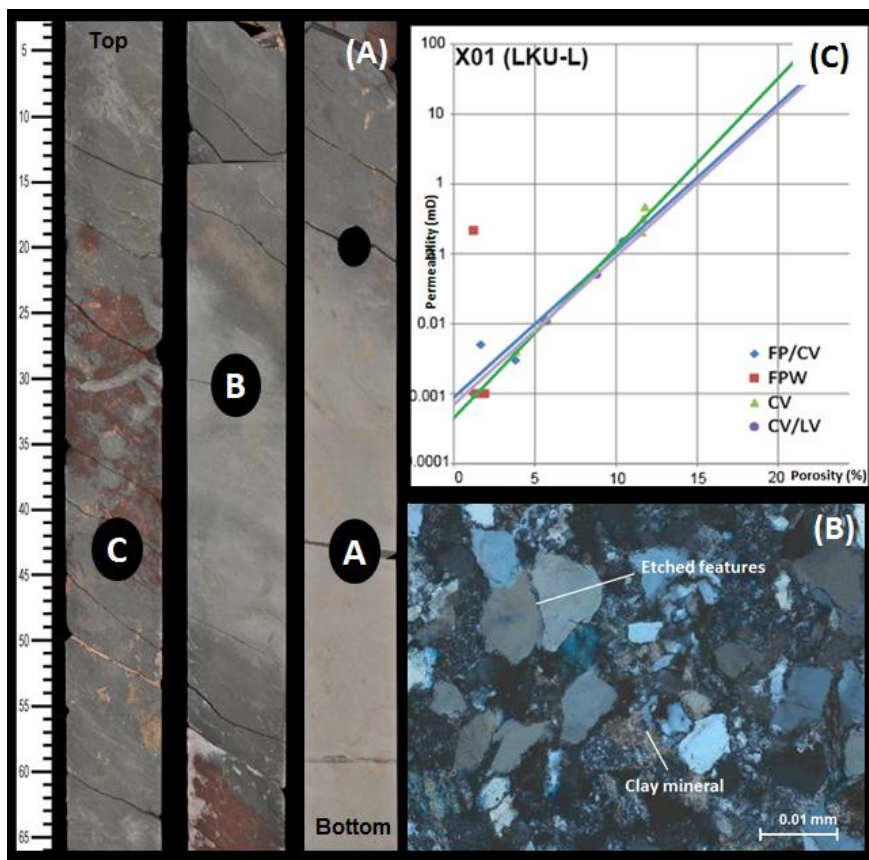 Top
5
10
15
20
25
30
35
40
45
50
55
60
65
(A)
B
C
A
Bottom
X01 (LKU-L)
(C)
100
10
1
0.1
0.01
0.001
0.0001
Permeability (mD)
0
5
10
15
20
Porosity (%)
FP/CV
FPW
CV
CV/LV
(B)
Etched features
Clay mineral
0.01 mm